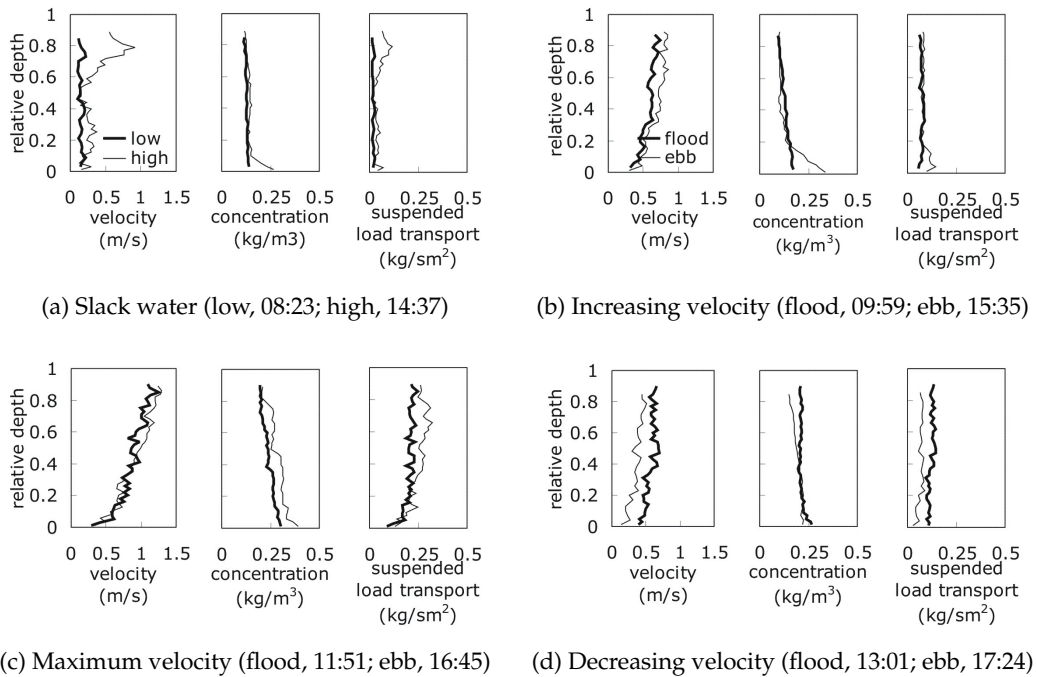 1
0.8
0.6
0.4
0.2
0
relative depth
low
high
0 0.5 1 1.5
velocity
(m/s)
0 0.25 0.5
concentration
(kg/m3)
0 0.25 0.5
suspended
load transport
(kg/sm²)
(a) Slack water (low, 08:23; high, 14:37)
1
0.8
0.6
0.4
0.2
0
relative depth
flood
ebb
0 0.5 1 1.5
velocity
(m/s)
0 0.25 0.5
concentration
(kg/m³)
0 0.25 0.5
suspended
load transport
(kg/sm²)
(b) Increasing velocity (flood, 09:59; ebb, 15:35)
1
0.8
0.6
0.4
0.2
0
relative depth
0 0.5 1 1.5
velocity
(m/s)
0 0.25 0.5
concentration
(kg/m³)
0 0.25 0.5
suspended
load transport
(kg/sm²)
(c) Maximum velocity (flood, 11:51; ebb, 16:45)
1
0.8
0.6
0.4
0.2
0
relative depth
0 0.5 1 1.5
velocity
(m/s)
0 0.25 0.5
concentration
(kg/m³)
0 0.25 0.5
suspended
load transport
(kg/sm²)
(d) Decreasing velocity (flood, 13:01; ebb, 17:24)